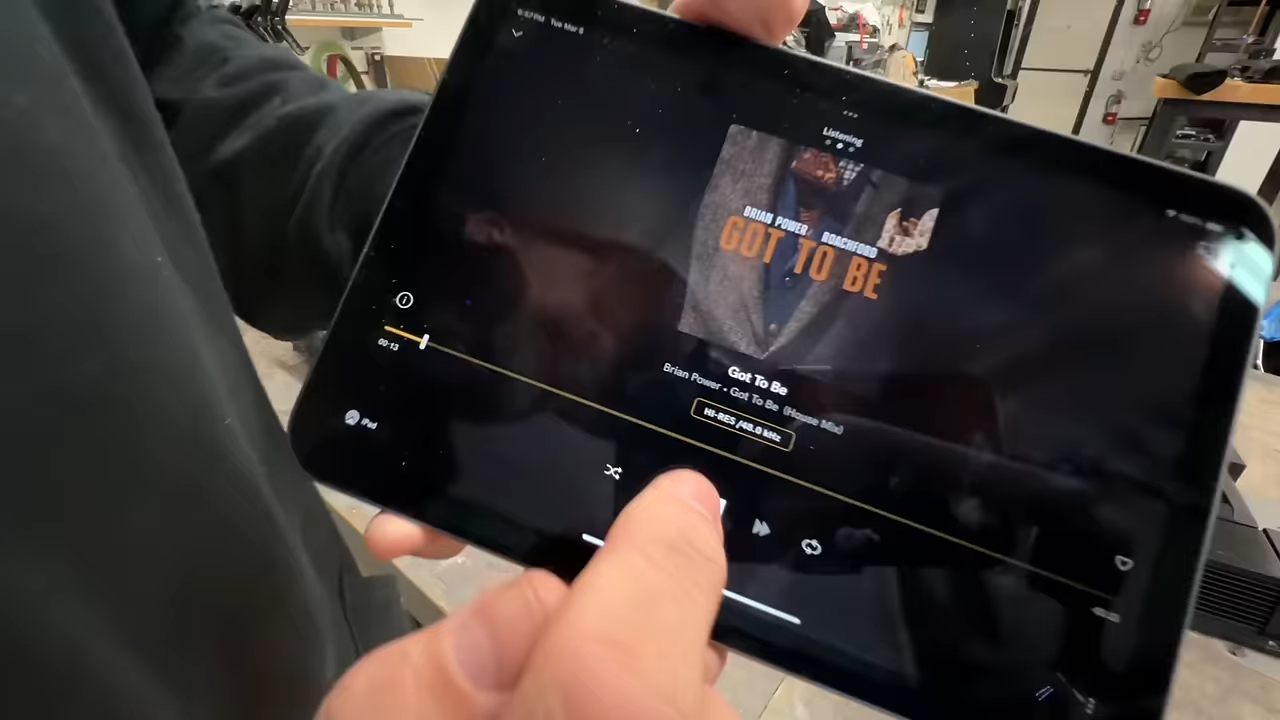 Listening
BRIAN POWER ROACHFORD
GOT TO BE
00:13
Got To Be
Brian Power • Got To Be (House Mix)
HI-RES /48.0 kHz
iPad